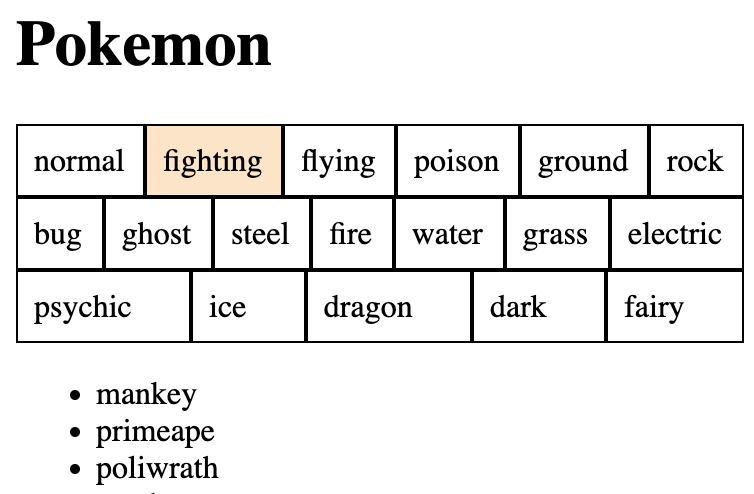 Pokemon
normal fighting flying poison ground rock
bug ghost steel fire water grass electric
psychic ice dragon dark fairy
mankey
primeape
poliwrath